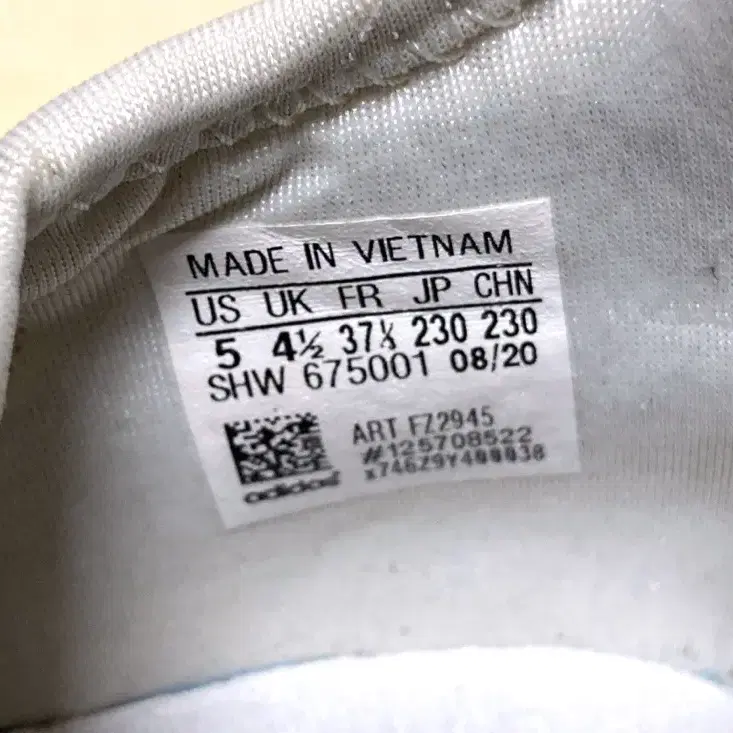 MADE IN VIETNAM
US UK FR JP CHN
5 4½ 37⅓ 230 230
SHW 675001 08/20
ART FZ2945
#125708522
adidas